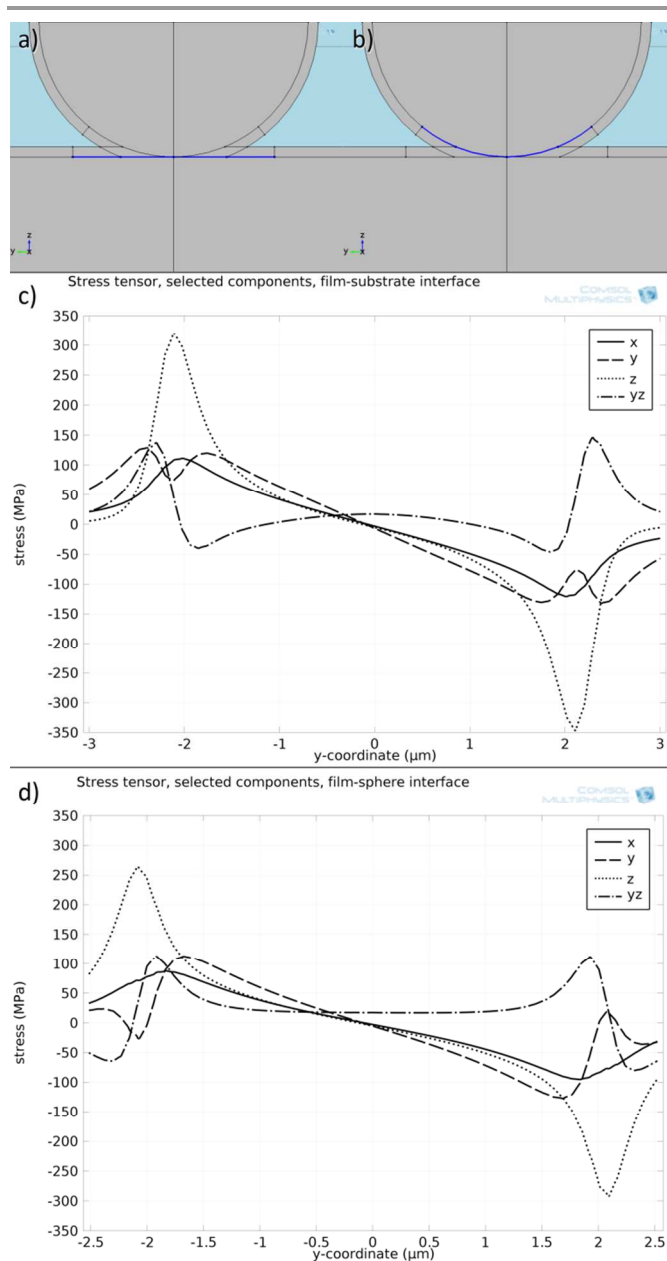 a)
b)
z
y
x
z
y
x
Stress tensor, selected components, film-substrate interface
COMSOL
MULTIPHYSICS
c)
350
300
250
200
150
100
50
0
-50
-100
-150
-200
-250
-300
-350
stress (MPa)
x
y
z
yz
-3
-2
-1
0
1
2
3
y-coordinate (µm)
Stress tensor, selected components, film-sphere interface
COMSOL
MULTIPHYSICS
d)
350
300
250
200
150
100
50
0
-50
-100
-150
-200
-250
-300
-350
stress (MPa)
x
y
z
yz
-2.5
-2
-1.5
-1
-0.5
0
0.5
1
1.5
2
2.5
y-coordinate (µm)